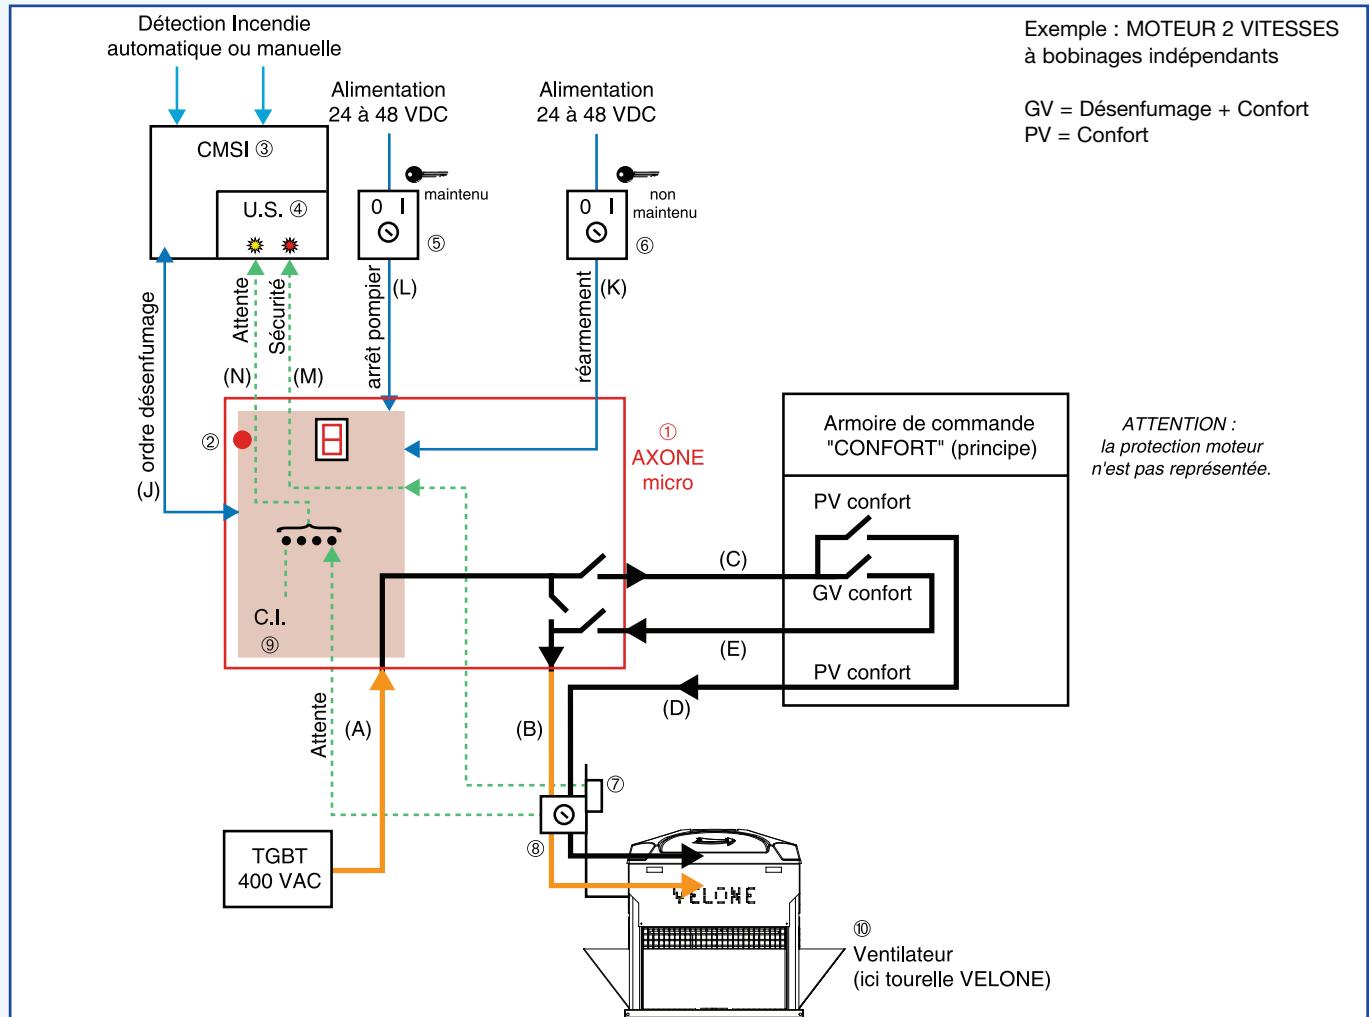 Détection Incendie
automatique ou manuelle
Exemple : MOTEUR 2 VITESSES
à bobinages indépendants
GV = Désenfumage + Confort
PV = Confort
Alimentation
24 à 48 VDC
Alimentation
24 à 48 VDC
CMSI ③
U.S. ④
maintenu
0 I
⑤
non
maintenu
0 I
⑥
(J) ordre désenfumage
Attente
(N)
Sécurité
(M)
arrêt pompier
(L)
réarmement
(K)
②
8
①
AXONE
micro
C.I.
⑨
Armoire de commande
"CONFORT" (principe)
PV confort
GV confort
PV confort
ATTENTION :
la protection moteur
n'est pas représentée.
(C)
(E)
(D)
Attente
(A)
(B)
⑦
⑧
TGBT
400 VAC
VELONE
⑩
Ventilateur
(ici tourelle VELONE)